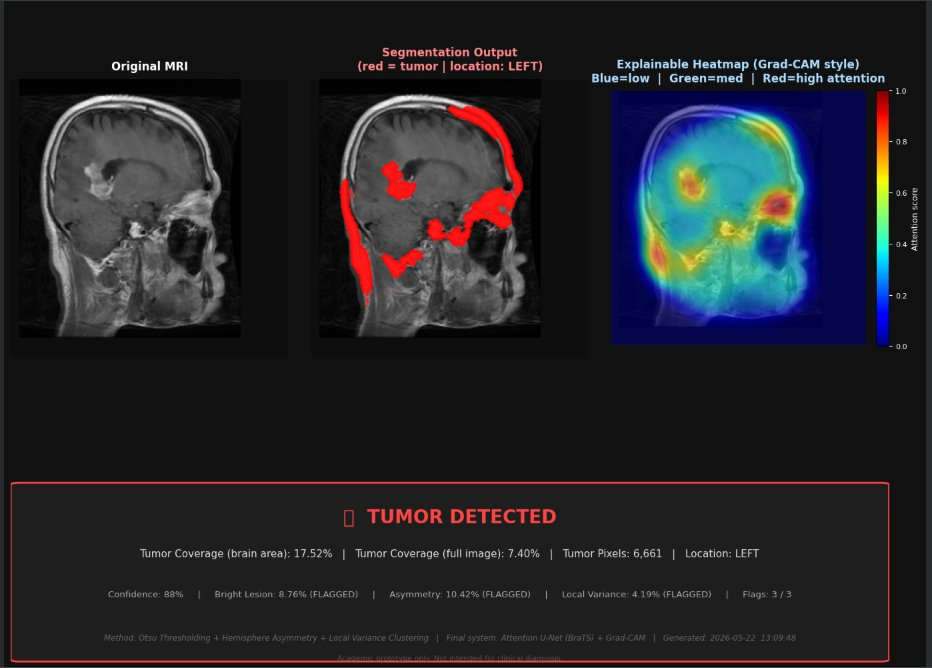 Original MRI
Segmentation Output
(red = tumor | location: LEFT)
Explainable Heatmap (Grad-CAM style)
Blue=low | Green=med | Red=high attention
1.0
0.8
0.6
0.4
0.2
0.0
Attention score
TUMOR DETECTED
Tumor Coverage (brain area): 17.52% | Tumor Coverage (full image): 7.40% | Tumor Pixels: 6,661 | Location: LEFT
Confidence: 88% | Bright Lesion: 8.76% (FLAGGED) | Asymmetry: 10.42% (FLAGGED) | Local Variance: 4.19% (FLAGGED) | Flags: 3 / 3
Method: Otsu Thresholding + Hemisphere Asymmetry + Local Variance Clustering | Final system: Attention U-Net (BraTS) + Grad-CAM | Generated: 2026-05-22 13:09:48
Academic prototype only. Not intended for clinical diagnosis.